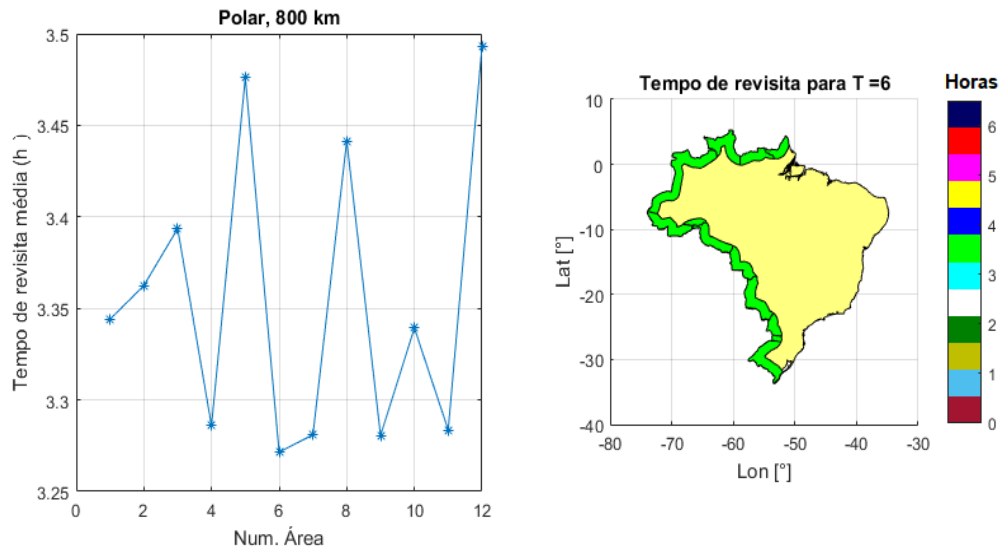 Polar, 800 km
3.5
3.45
3.4
3.35
3.3
3.25
Tempo de revisita média (h )
0 2 4 6 8 10 12
Num. Área
Tempo de revisita para T =6
10
0
-10
-20
-30
-40
Lat [°]
-80 -70 -60 -50 -40 -30
Lon [°]
Horas
6
5
4
3
2
1
0